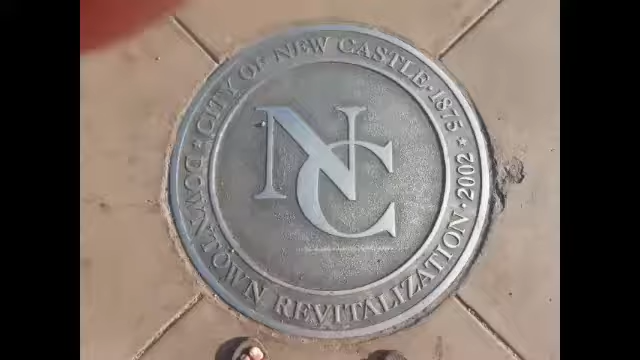 CITY OF NEW CASTLE · 1875 ★ 2002 ·
DOWNTOWN REVITALIZATION
NC